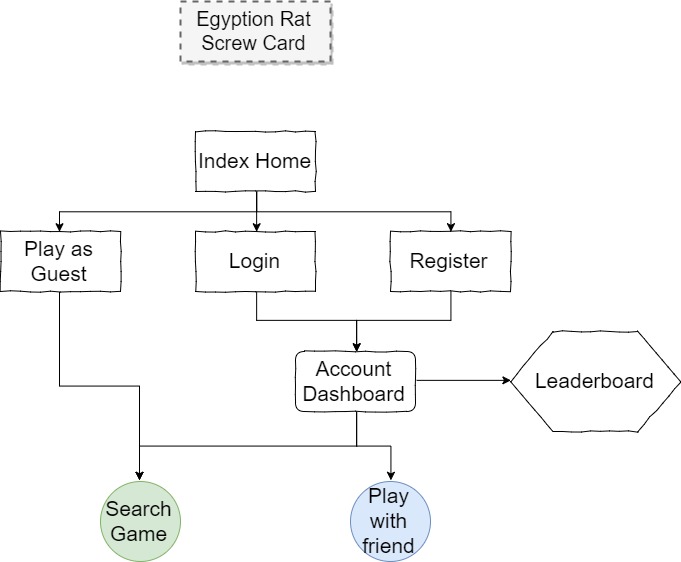 Egyption Rat
Screw Card
Index Home
Play as
Guest
Login
Register
Account
Dashboard
Leaderboard
Search
Game
Play
with
friend